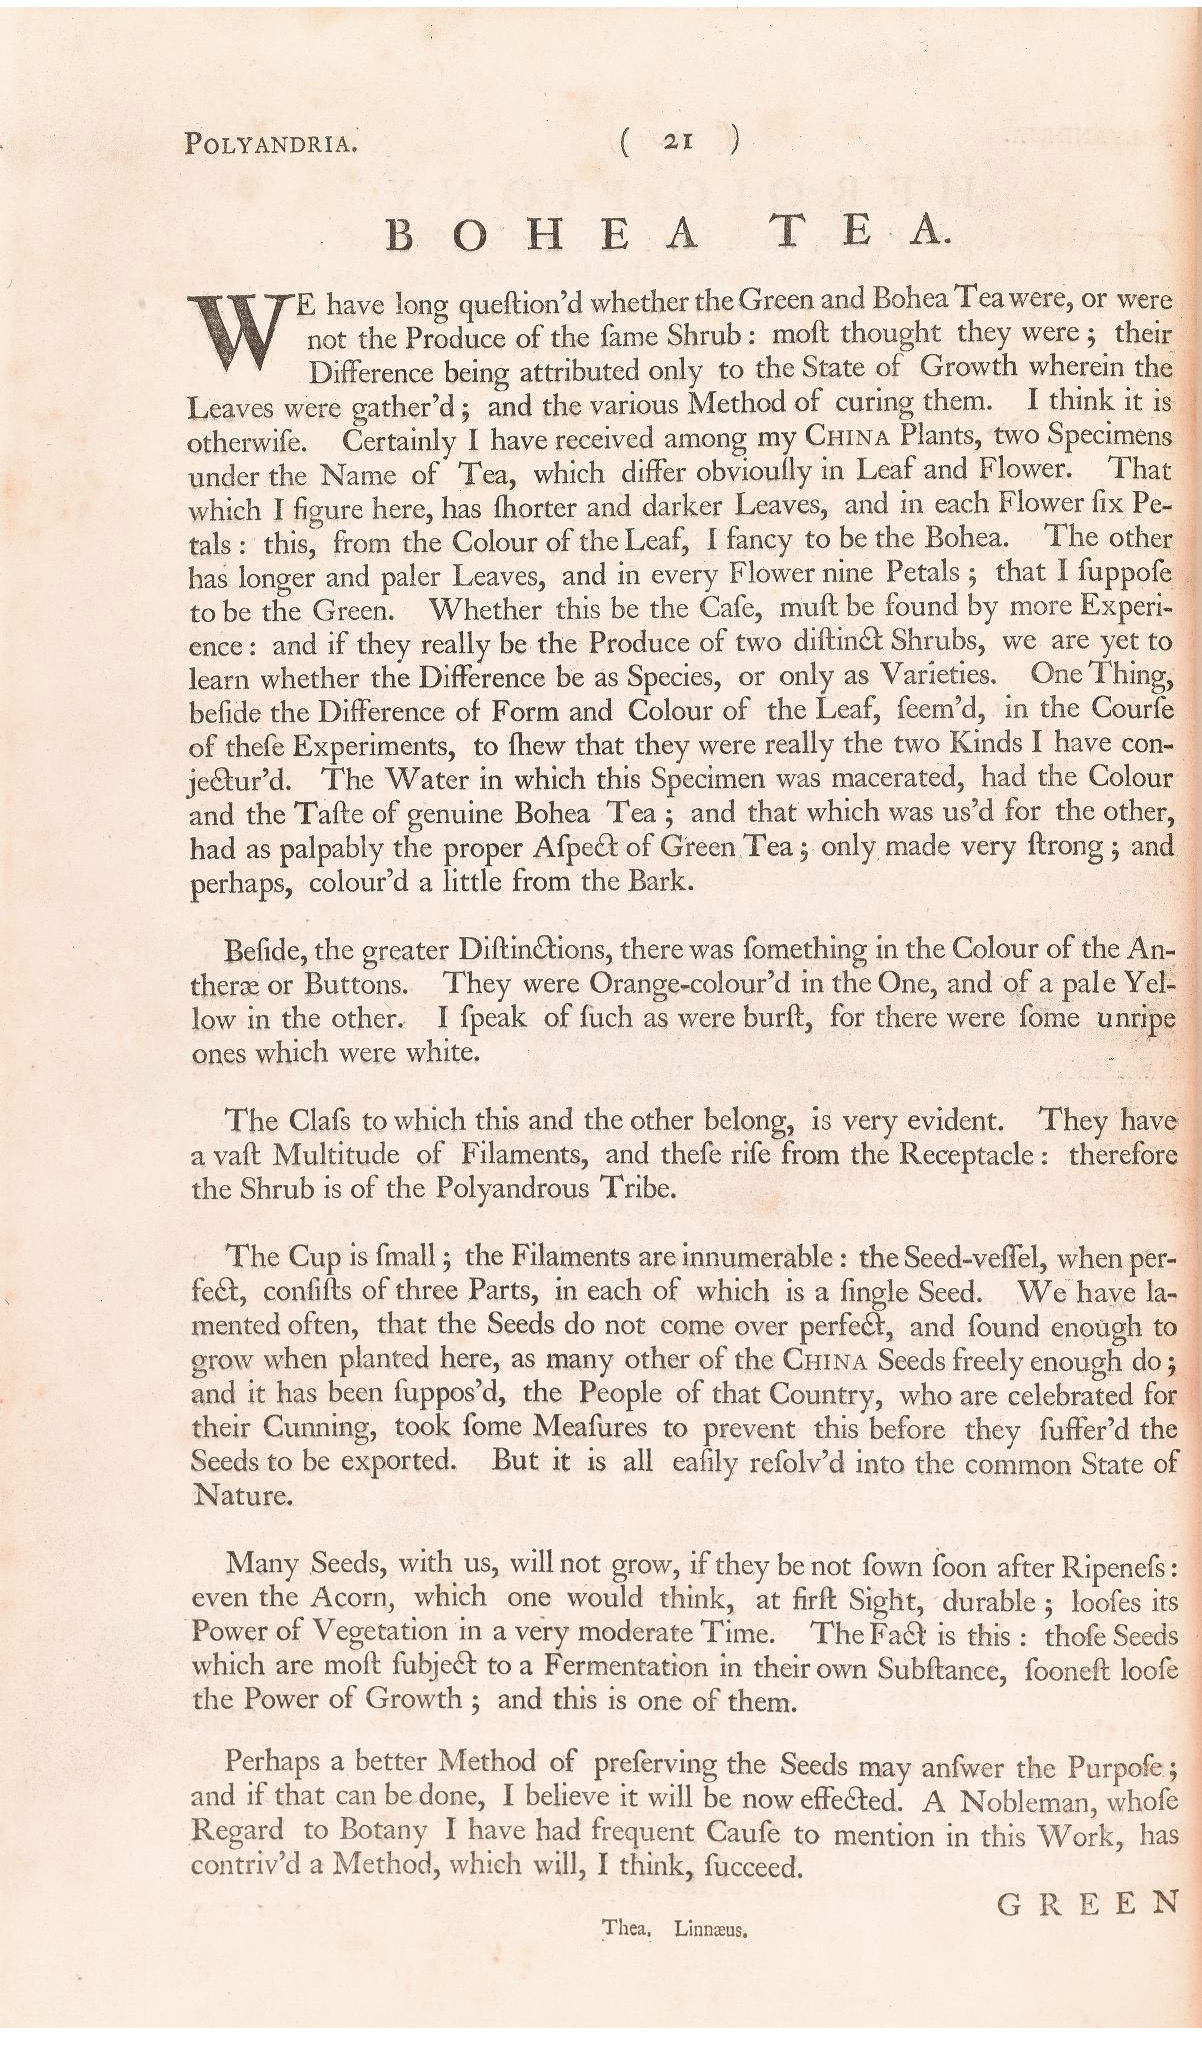 POLYANDRIA. ( 21 )
BOHEA TEA.
WE have long queſtion'd whether the Green and Bohea Tea were, or were
not the Produce of the ſame Shrub: moſt thought they were; their
Difference being attributed only to the State of Growth wherein the
Leaves were gather'd; and the various Method of curing them. I think it is
otherwiſe. Certainly I have received among my CHINA Plants, two Specimens
under the Name of Tea, which differ obviouſly in Leaf and Flower. That
which I figure here, has ſhorter and darker Leaves, and in each Flower ſix Pe-
tals: this, from the Colour of the Leaf, I fancy to be the Bohea. The other
has longer and paler Leaves, and in every Flower nine Petals; that I ſuppoſe
to be the Green. Whether this be the Caſe, muſt be found by more Experi-
ence: and if they really be the Produce of two diſtinct Shrubs, we are yet to
learn whether the Difference be as Species, or only as Varieties. One Thing,
beſide the Difference of Form and Colour of the Leaf, ſeem'd, in the Courſe
of theſe Experiments, to ſhew that they were really the two Kinds I have con-
jectur'd. The Water in which this Specimen was macerated, had the Colour
and the Taſte of genuine Bohea Tea; and that which was us'd for the other,
had as palpably the proper Aſpect of Green Tea; only made very ſtrong; and
perhaps, colour'd a little from the Bark.
Beſide, the greater Diſtinctions, there was ſomething in the Colour of the An-
theræ or Buttons. They were Orange-colour'd in the One, and of a pale Yel-
low in the other. I ſpeak of ſuch as were burſt, for there were ſome unripe
ones which were white.
The Claſs to which this and the other belong, is very evident. They have
a vaſt Multitude of Filaments, and theſe riſe from the Receptacle: therefore
the Shrub is of the Polyandrous Tribe.
The Cup is ſmall; the Filaments are innumerable: the Seed-veſſel, when per-
fect, conſiſts of three Parts, in each of which is a ſingle Seed. We have la-
mented often, that the Seeds do not come over perfect, and ſound enough to
grow when planted here, as many other of the CHINA Seeds freely enough do;
and it has been ſuppos'd, the People of that Country, who are celebrated for
their Cunning, took ſome Meaſures to prevent this before they ſuffer'd the
Seeds to be exported. But it is all eaſily reſolv'd into the common State of
Nature.
Many Seeds, with us, will not grow, if they be not ſown ſoon after Ripeneſs:
even the Acorn, which one would think, at firſt Sight, durable; looſes its
Power of Vegetation in a very moderate Time. The Fact is this: thoſe Seeds
which are moſt ſubject to a Fermentation in their own Subſtance, ſooneſt looſe
the Power of Growth; and this is one of them.
Perhaps a better Method of preſerving the Seeds may anſwer the Purpoſe;
and if that can be done, I believe it will be now effected. A Nobleman, whoſe
Regard to Botany I have had frequent Cauſe to mention in this Work, has
contriv'd a Method, which will, I think, ſucceed.
GREEN
Thea. Linnæus.